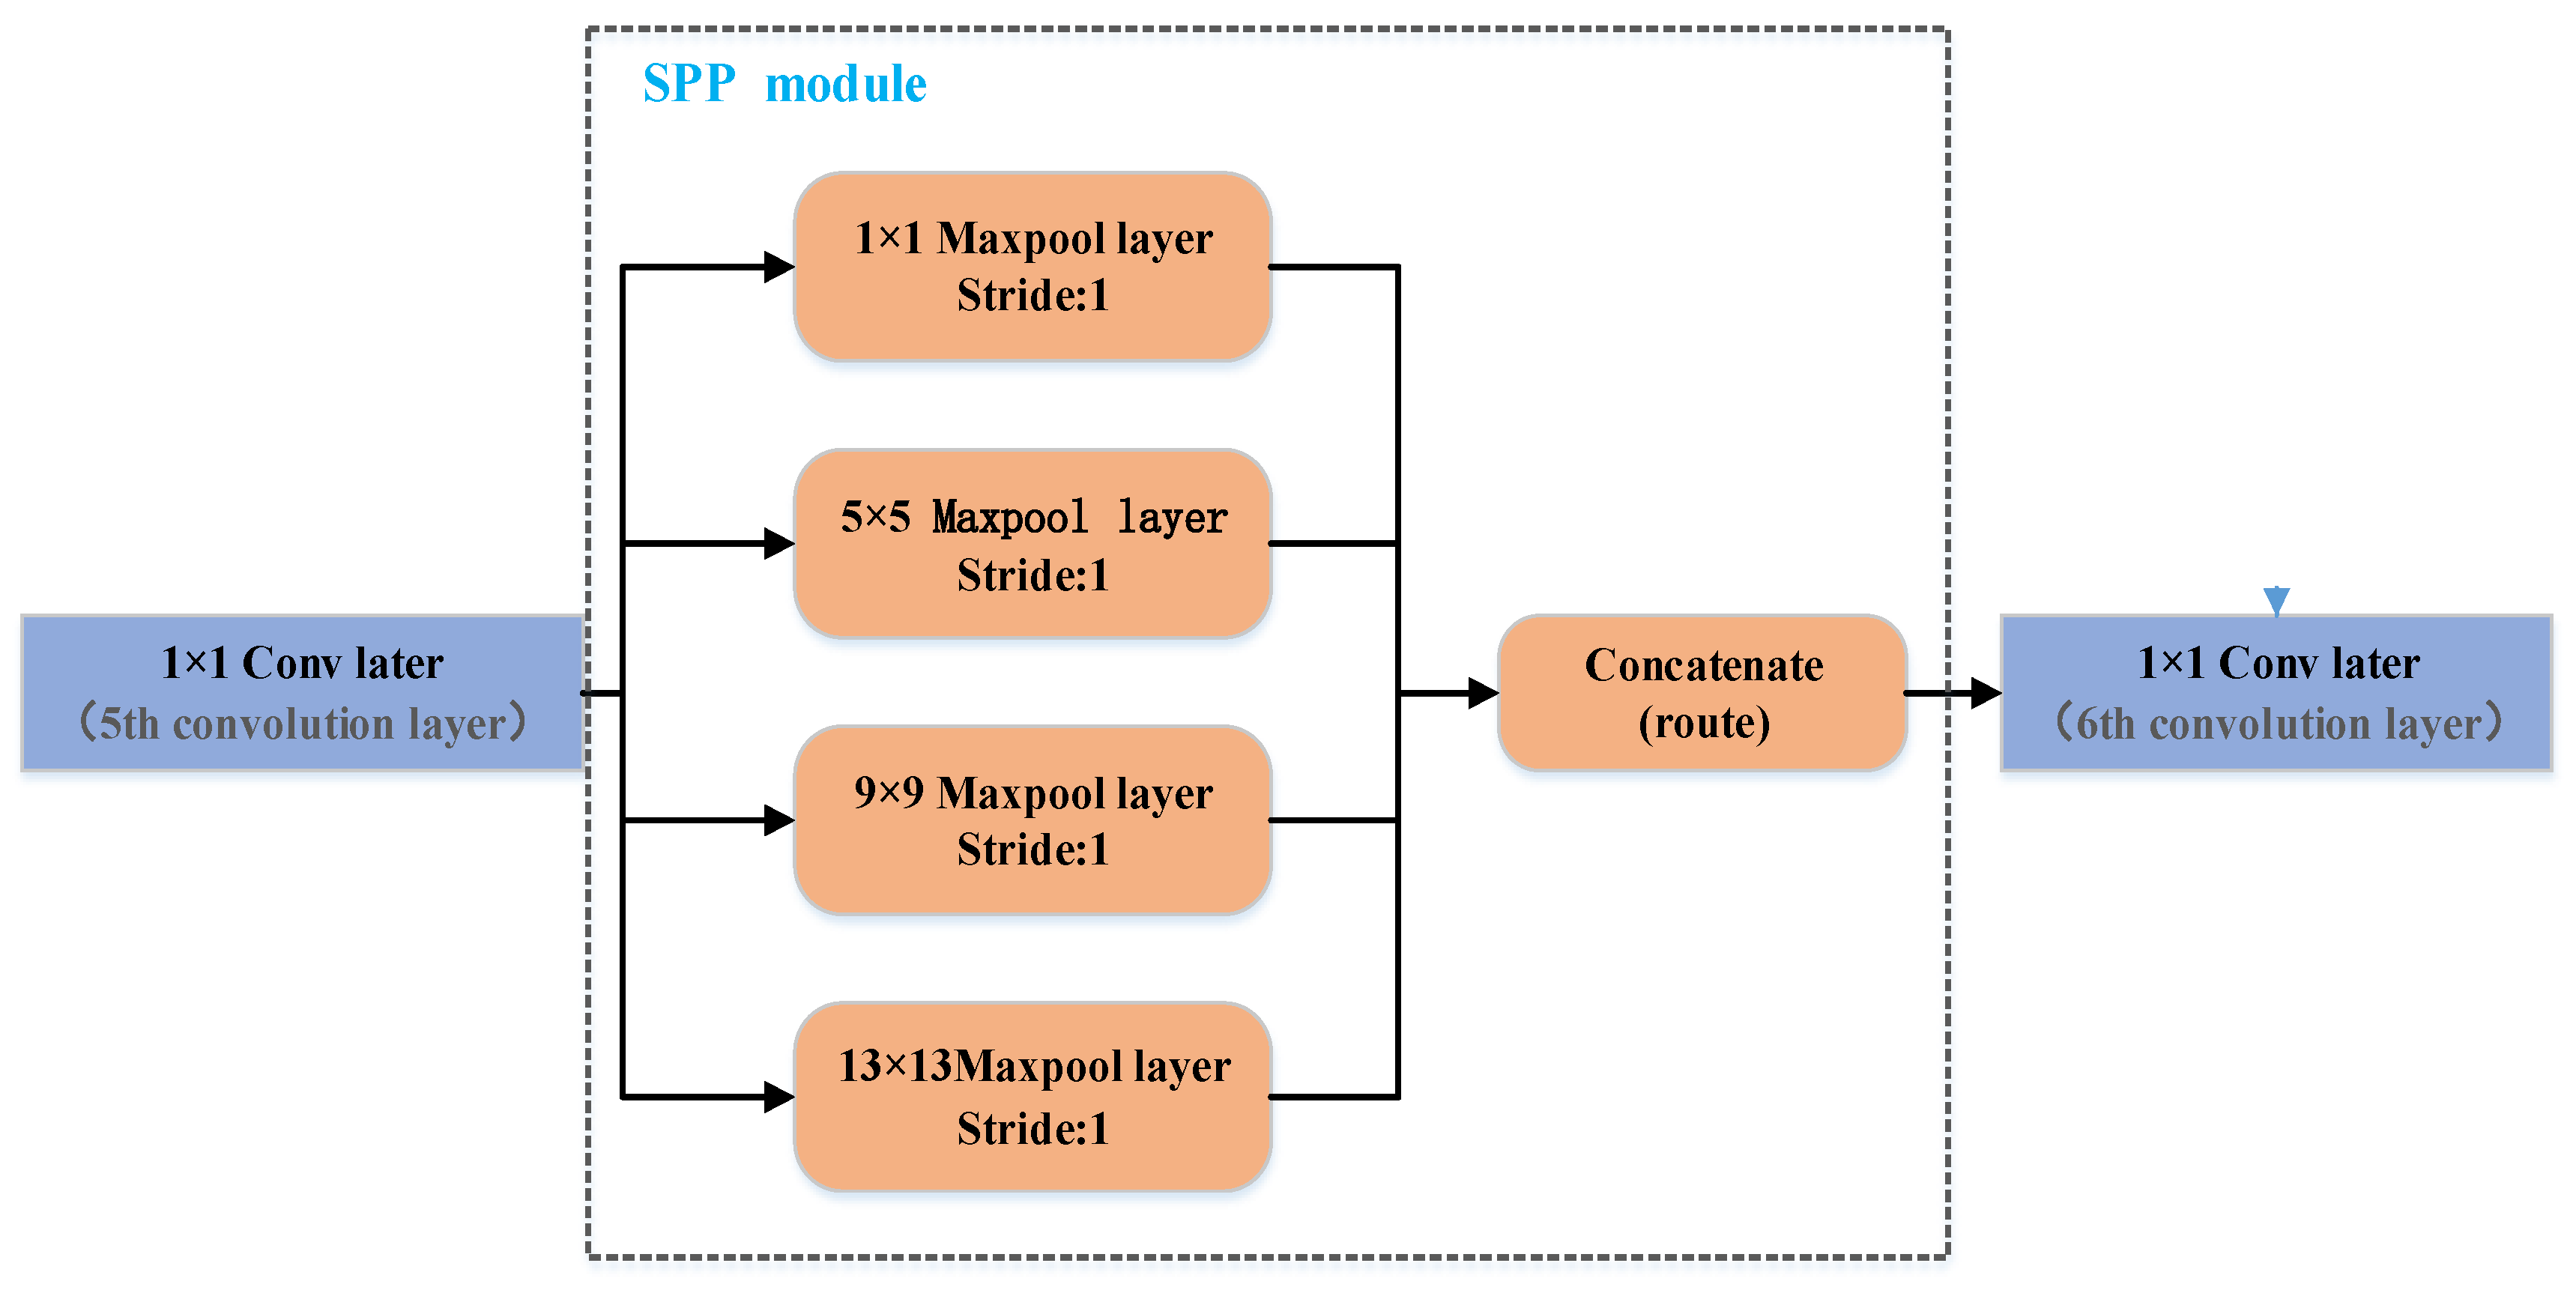 SPP module
1×1 Maxpool layer
Stride:1
5×5 Maxpool layer
Stride:1
1×1 Conv later
（5th convolution layer）
9×9 Maxpool layer
Stride:1
13×13Maxpool layer
Stride:1
Concatenate
(route)
1×1 Conv later
（6th convolution layer）